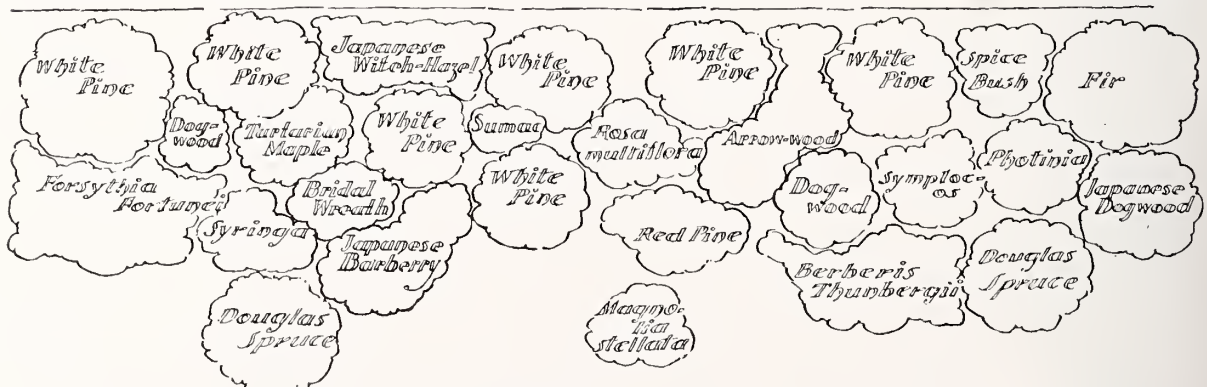 White
Pine
White
Pine
Japanese
Witch-Hazel
White
Pine
White
Pine
White
Pine
Spice
Bush
Fir
Dog-
wood
Turtarian
Maple
White
Pine
Sumac
Rosa
multiflora
Arrow-wood
Forsythia
Fortunei
Bridal
Wreath
White
Pine
Dog-
wood
Symploc-
os
Photinia
Japanese
Dogwood
Syringa
Japanese
Barberry
Red Pine
Berberis
Thunbergii
Douglas
Spruce
Douglas
Spruce
Magno-
lia
stellata